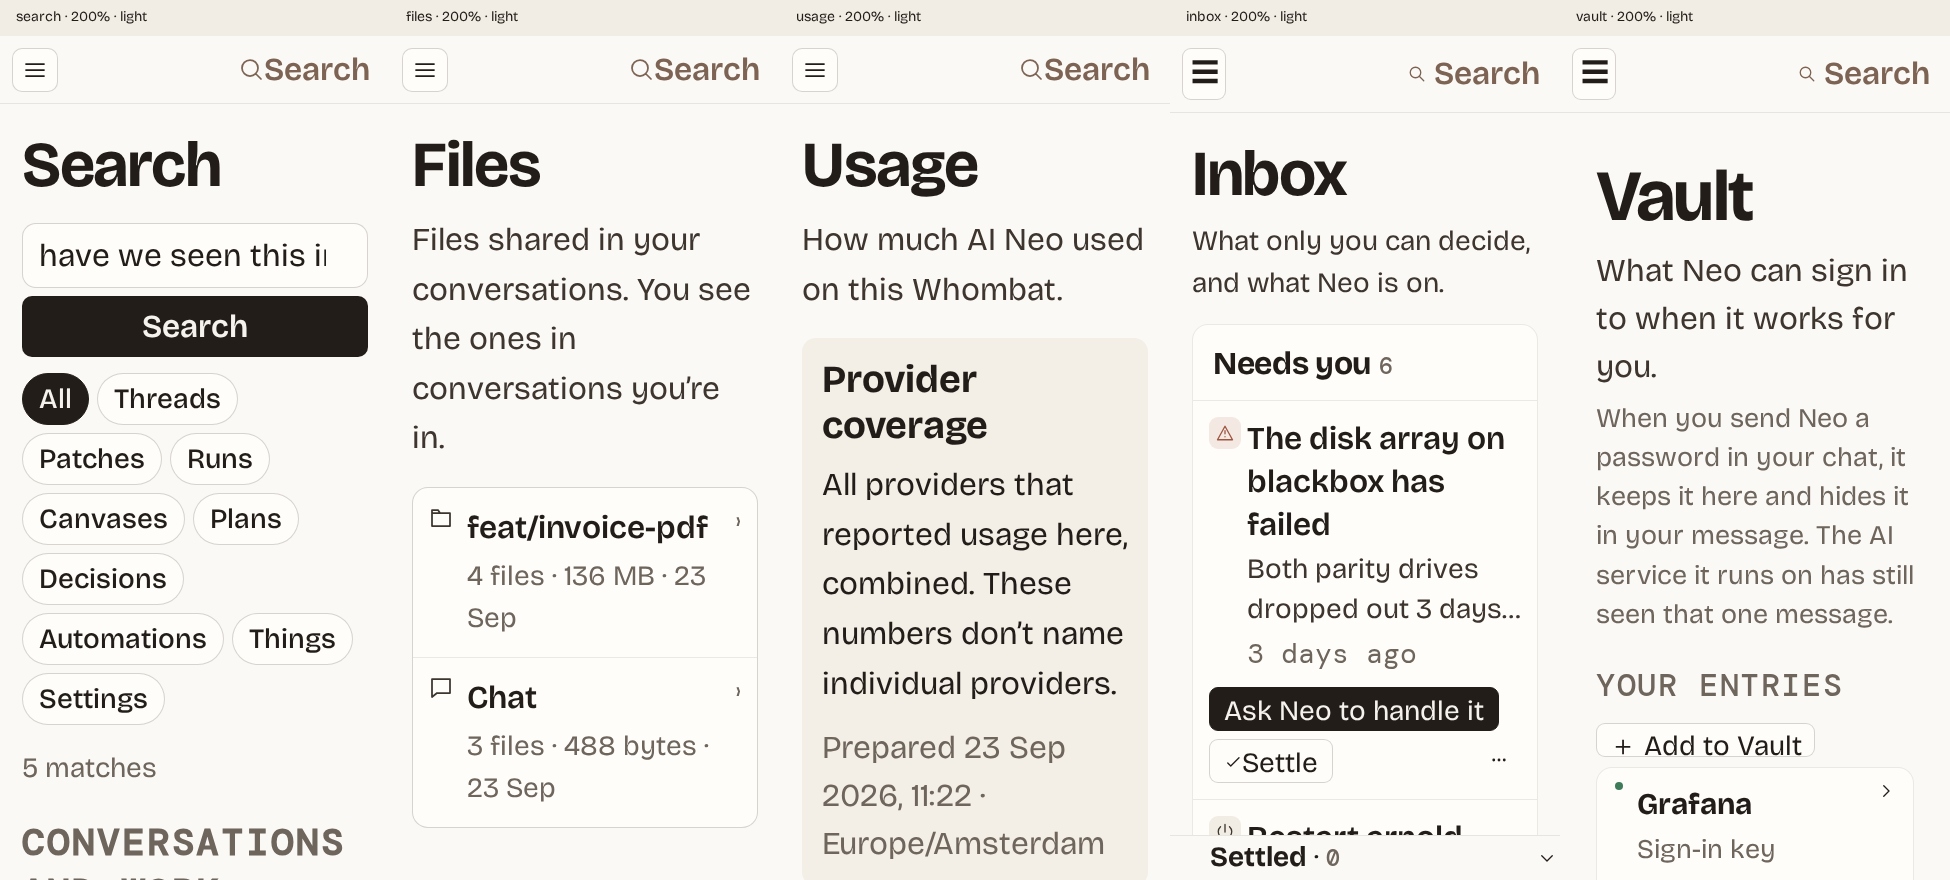 search · 200% · light
Search
Search
have we seen this i
Search
All
Threads
Patches
Runs
Canvases
Plans
Decisions
Automations
Things
Settings
5 matches
CONVERSATIONS
AND WORK
files · 200% · light
Search
Files
Files shared in your
conversations. You see
the ones in
conversations you're
in.
feat/invoice-pdf
4 files · 136 MB · 23
Sep
Chat
3 files · 488 bytes ·
23 Sep
usage · 200% · light
Search
Usage
How much AI Neo used
on this Whombat.
Provider
coverage
All providers that
reported usage here,
combined. These
numbers don't name
individual providers.
Prepared 23 Sep
2026, 11:22 ·
Europe/Amsterdam
inbox · 200% · light
Search
Inbox
What only you can decide,
and what Neo is on.
Needs you 6
The disk array on
blackbox has
failed
Both parity drives
dropped out 3 days...
3 days ago
Ask Neo to handle it
Settle
Restart arnold
Settled · 0
vault · 200% · light
Search
Vault
What Neo can sign in
to when it works for
you.
When you send Neo a
password in your chat, it
keeps it here and hides it
in your message. The AI
service it runs on has still
seen that one message.
YOUR ENTRIES
+ Add to Vault
Grafana
Sign-in key